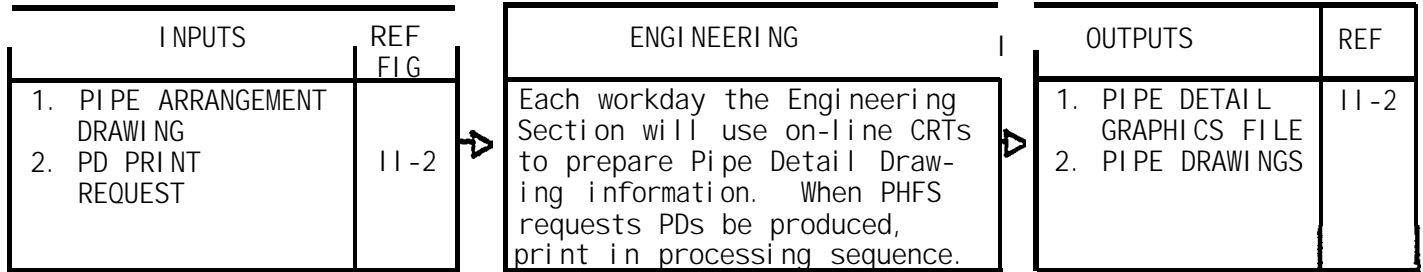 INPUTS
REF
FIG
1. PIPE ARRANGEMENT
DRAWING
2. PD PRINT
REQUEST
II-2
ENGINEERING
Each workday the Engineering
Section will use on-line CRTs
to prepare Pipe Detail Draw-
ing information. When PHFS
requests PDs be produced,
print in processing sequence.
OUTPUTS
REF
1. PIPE DETAIL
GRAPHICS FILE
2. PIPE DRAWINGS
II-2